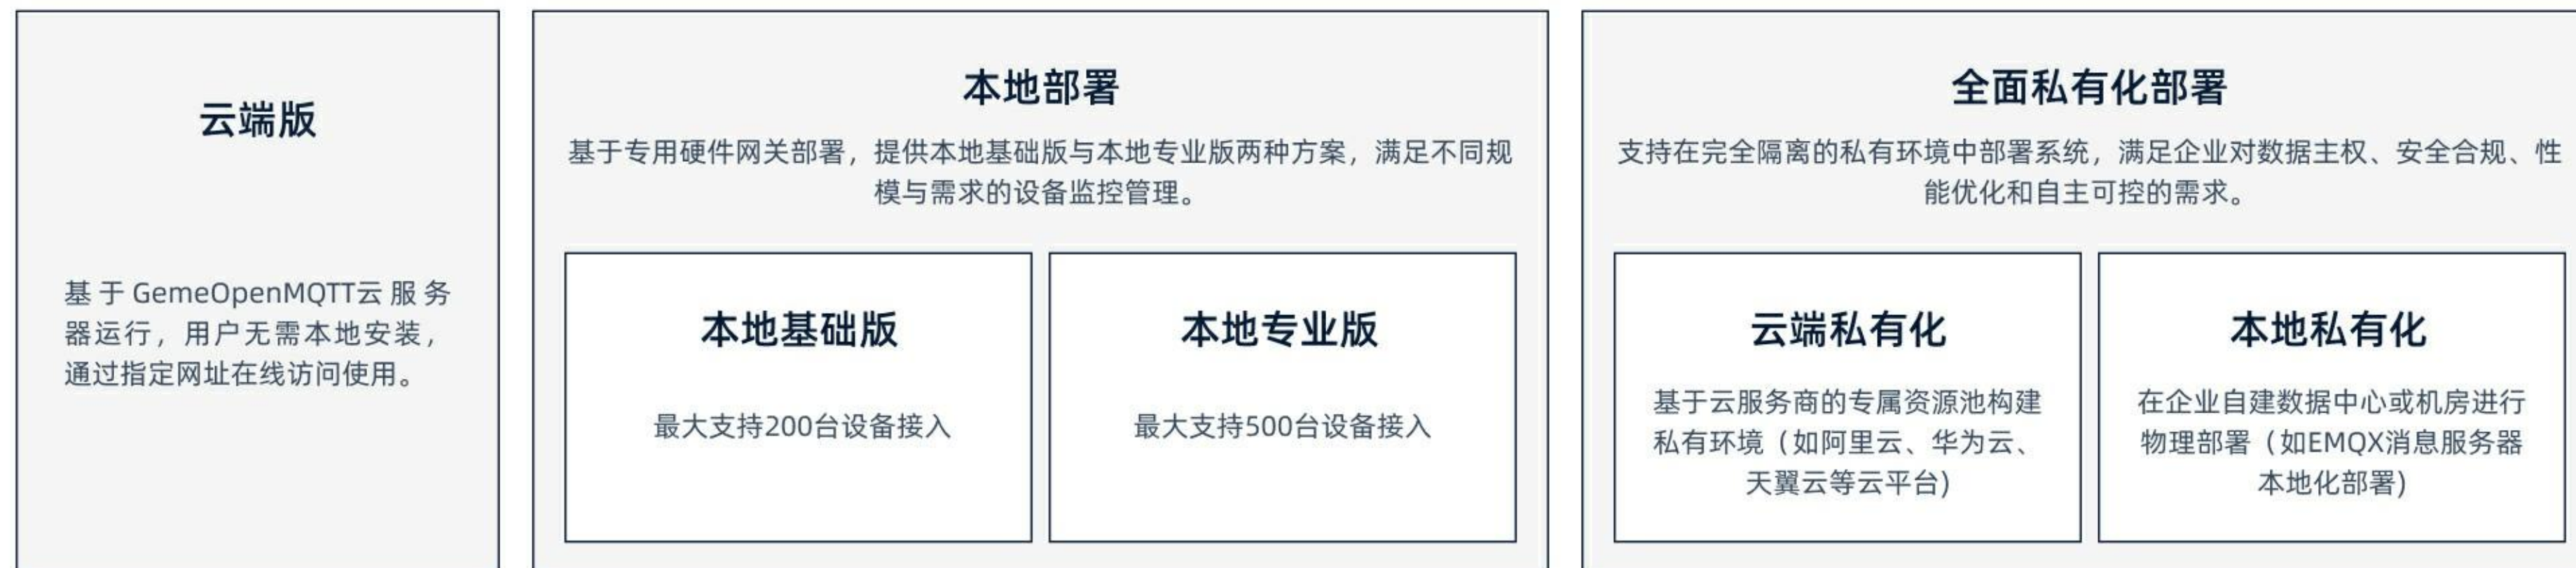 云端版
基于GemeOpenMQTT云服务
器运行，用户无需本地安装，
通过指定网址在线访问使用。
本地部署
基于专用硬件网关部署，提供本地基础版与本地专业版两种方案，满足不同规
模与需求的设备监控管理。
本地基础版
最大支持200台设备接入
本地专业版
最大支持500台设备接入
全面私有化部署
支持在完全隔离的私有环境中部署系统，满足企业对数据主权、安全合规、性
能优化和自主可控的需求。
云端私有化
基于云服务商的专属资源池构建
私有环境（如阿里云、华为云、
天翼云等云平台)
本地私有化
在企业自建数据中心或机房进行
物理部署（如EMQX消息服务器
本地化部署)